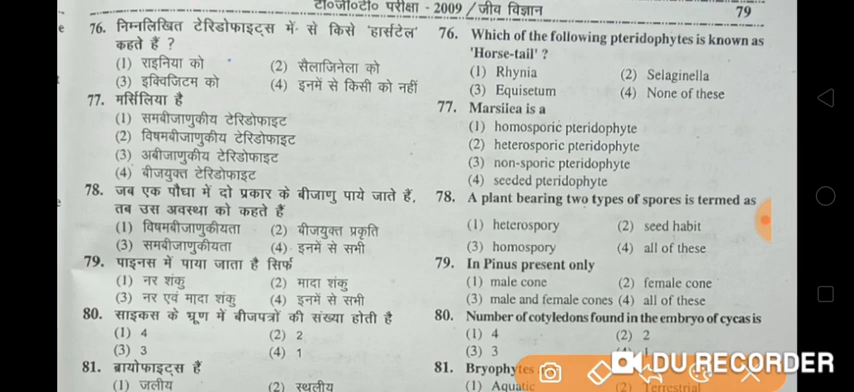 टी०जी०टी० परीक्षा - 2009 / जीव विज्ञान 79
76. निम्नलिखित टेरिडोफाइट्स में से किसे 'हार्सटेल'
कहते हैं ?
(1) राइनिया को (2) सैलाजिनेला को
(3) इक्विजिटम को (4) इनमें से किसी को नहीं
77. मर्सिलिया है
(1) समबीजाणुकीय टेरिडोफाइट
(2) विषमबीजाणुकीय टेरिडोफाइट
(3) अबीजाणुकीय टेरिडोफाइट
(4) बीजयुक्त टेरिडोफाइट
78. जब एक पौधा में दो प्रकार के बीजाणु पाये जाते हैं,
तब उस अवस्था को कहते हैं
(1) विषमबीजाणुकीयता (2) बीजयुक्त प्रकृति
(3) समबीजाणुकीयता (4) इनमें से सभी
79. पाइनस में पाया जाता है सिर्फ
(1) नर शंकु (2) मादा शंकु
(3) नर एवं मादा शंकु (4) इनमें से सभी
80. साइकस के भ्रूण में बीजपत्रों की संख्या होती है
(1) 4 (2) 2
(3) 3 (4) 1
81. ब्रायोफाइट्स हैं
(1) जलीय (2) स्थलीय
76. Which of the following pteridophytes is known as
'Horse-tail' ?
(1) Rhynia (2) Selaginella
(3) Equisetum (4) None of these
77. Marsilea is a
(1) homosporic pteridophyte
(2) heterosporic pteridophyte
(3) non-sporic pteridophyte
(4) seeded pteridophyte
78. A plant bearing two types of spores is termed as
(1) heterospory (2) seed habit
(3) homospory (4) all of these
79. In Pinus present only
(1) male cone (2) female cone
(3) male and female cones (4) all of these
80. Number of cotyledons found in the embryo of cycas is
(1) 4 (2) 2
(3) 3
81. Bryophytes
(1) Aquatic (2) Terrestrial
DU RECORDER